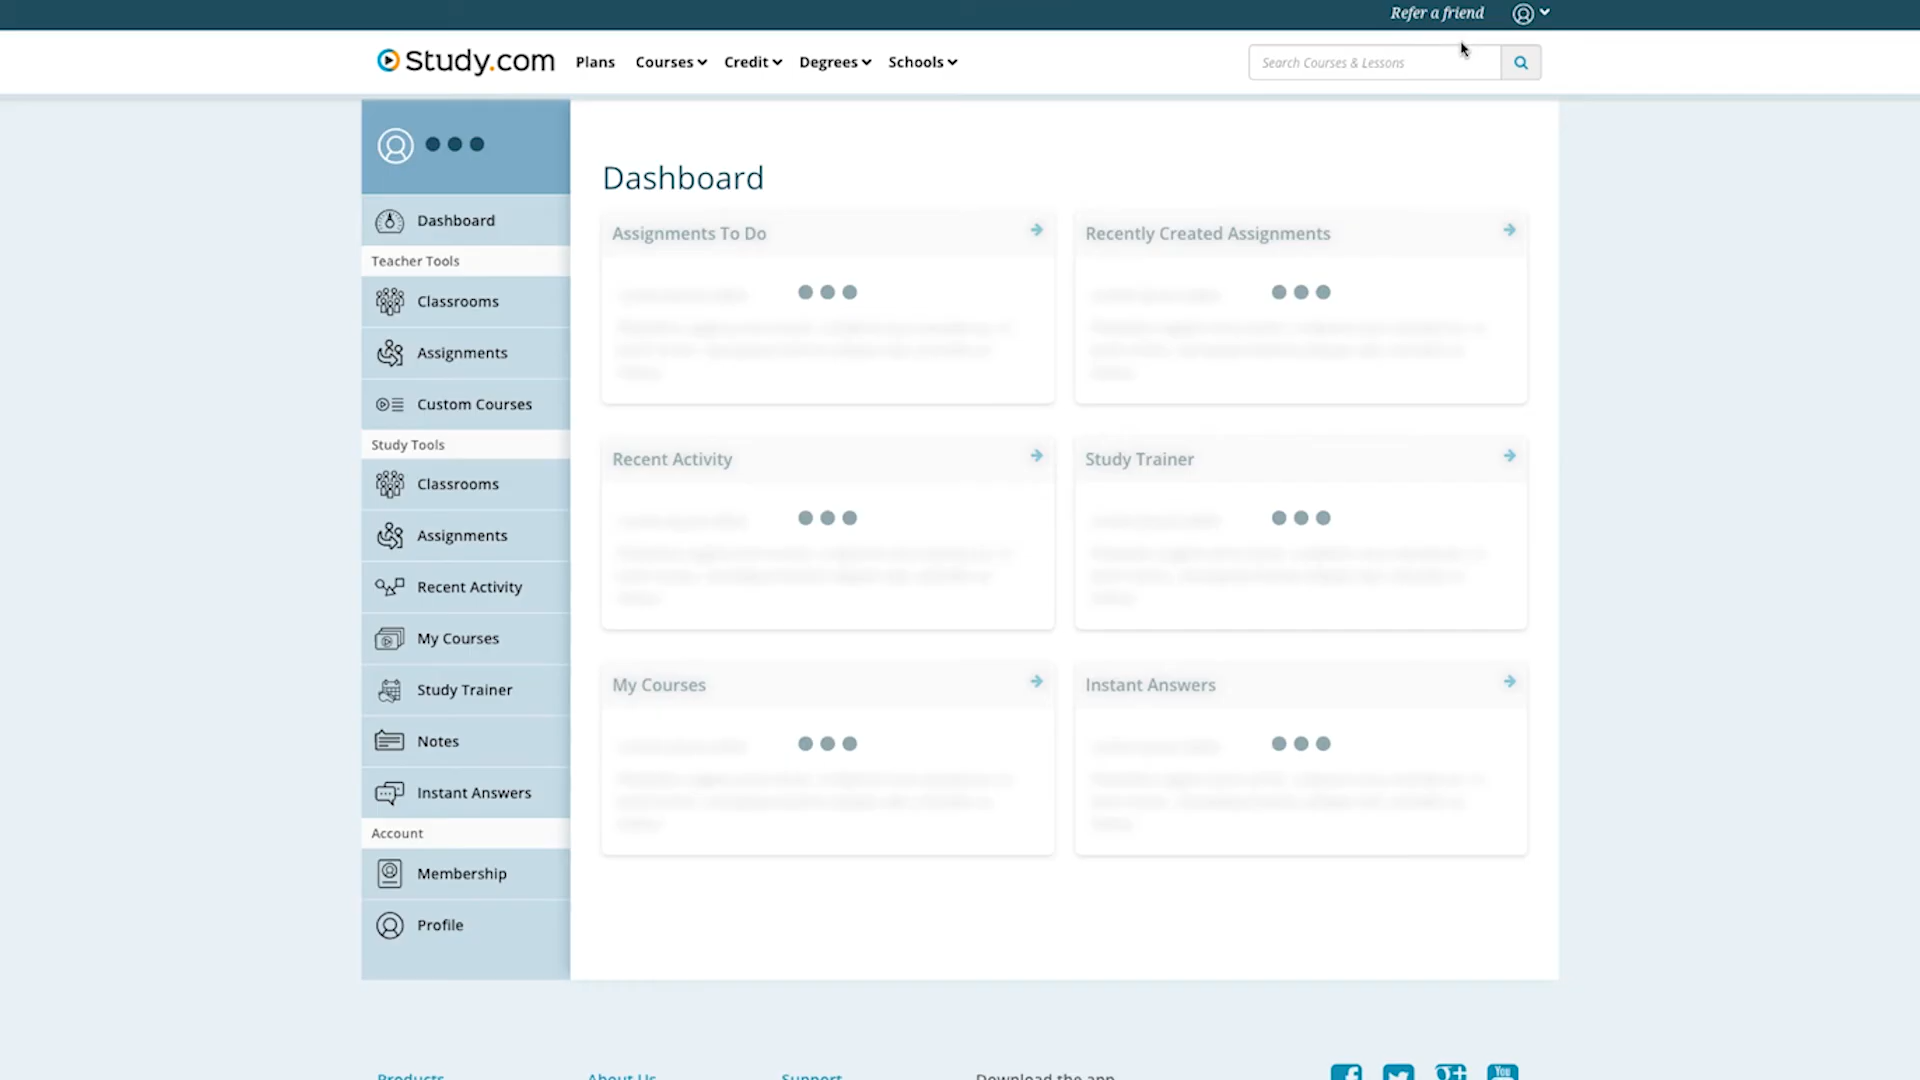 Refer a friend
Study.com Plans Courses Credit Degrees Schools
Search Courses & Lessons
Dashboard
Teacher Tools
Classrooms
Assignments
Custom Courses
Study Tools
Classrooms
Assignments
Recent Activity
My Courses
Study Trainer
Notes
Instant Answers
Account
Membership
Profile
Dashboard
Assignments To Do
Recently Created Assignments
Recent Activity
Study Trainer
My Courses
Instant Answers
Products About Us Support Download the app
You